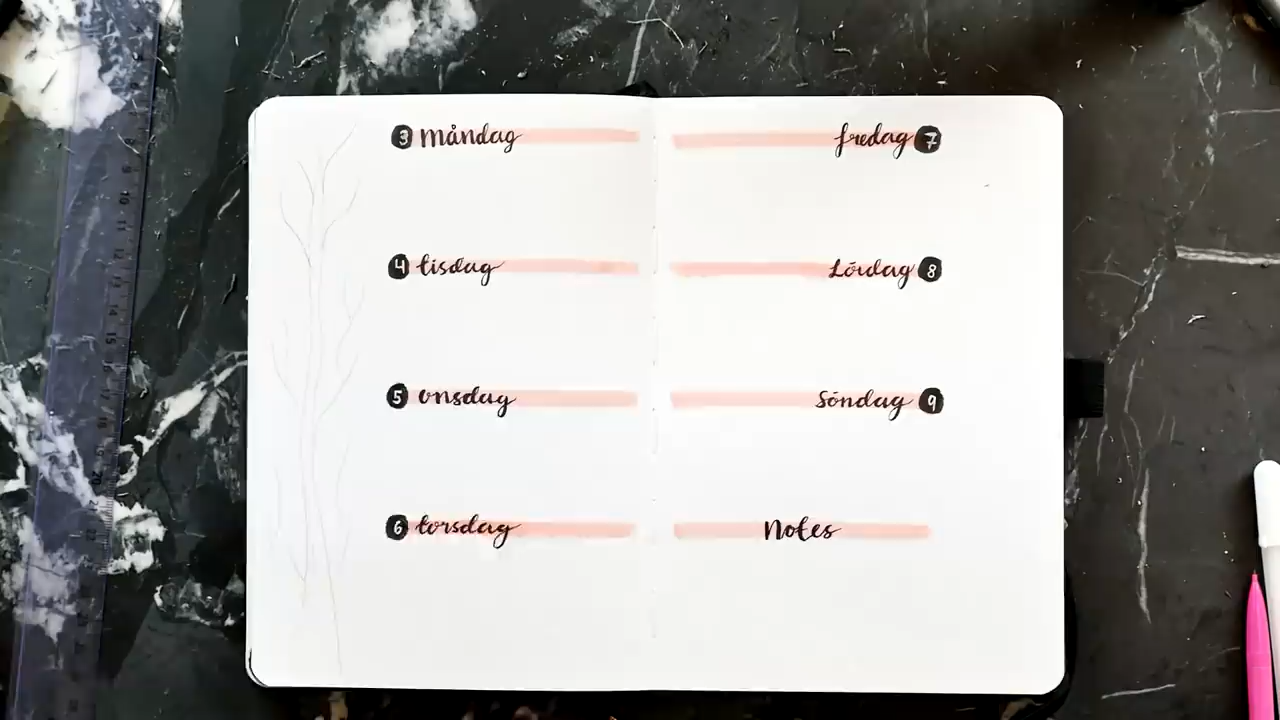 3 måndag
4 tisdag
5 onsdag
6 torsdag
fredag 7
Lördag 8
Söndag 9
Notes